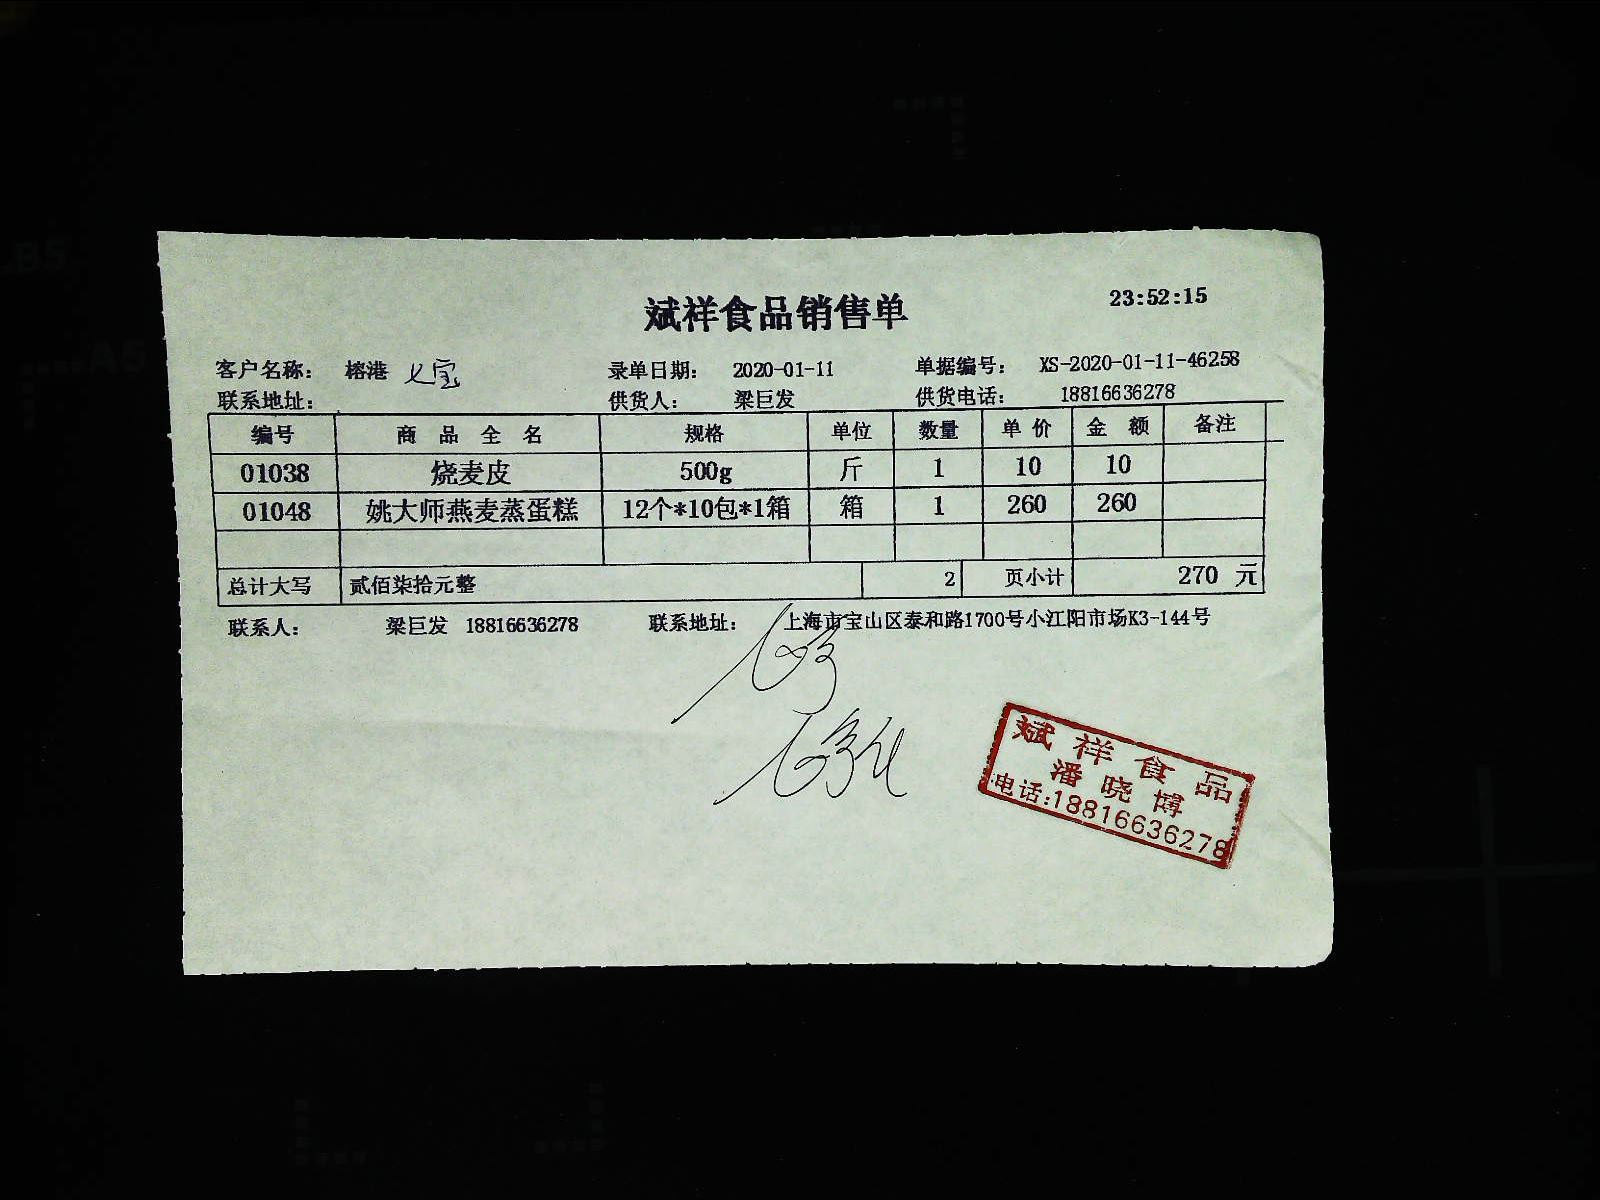 斌祥食品销售单 23:52:15
客户名称： 榕港 七宝 录单日期： 2020-01-11 单据编号： XS-2020-01-11-46258
联系地址： 供货人： 梁巨发 供货电话： 18816636278
编号 商品全名 规格 单位 数量 单价 金额 备注
01038 烧麦皮 500g 斤 1 10 10
01048 姚大师燕麦蒸蛋糕 12个*10包*1箱 箱 1 260 260
总计大写 贰佰柒拾元整 2 页小计 270 元
联系人： 梁巨发 18816636278 联系地址： 上海市宝山区泰和路1700号小江阳市场K3-144号
斌祥食品
潘晓博
电话:18816636278